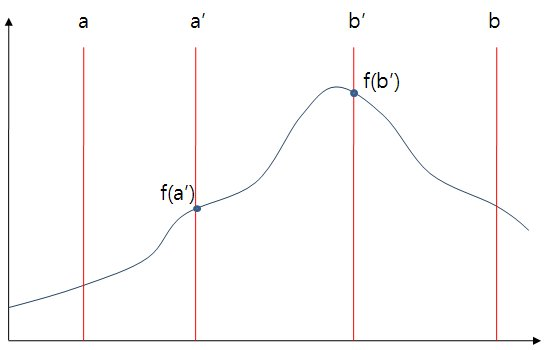 a a′ b′ b
f(b′)
f(a′)